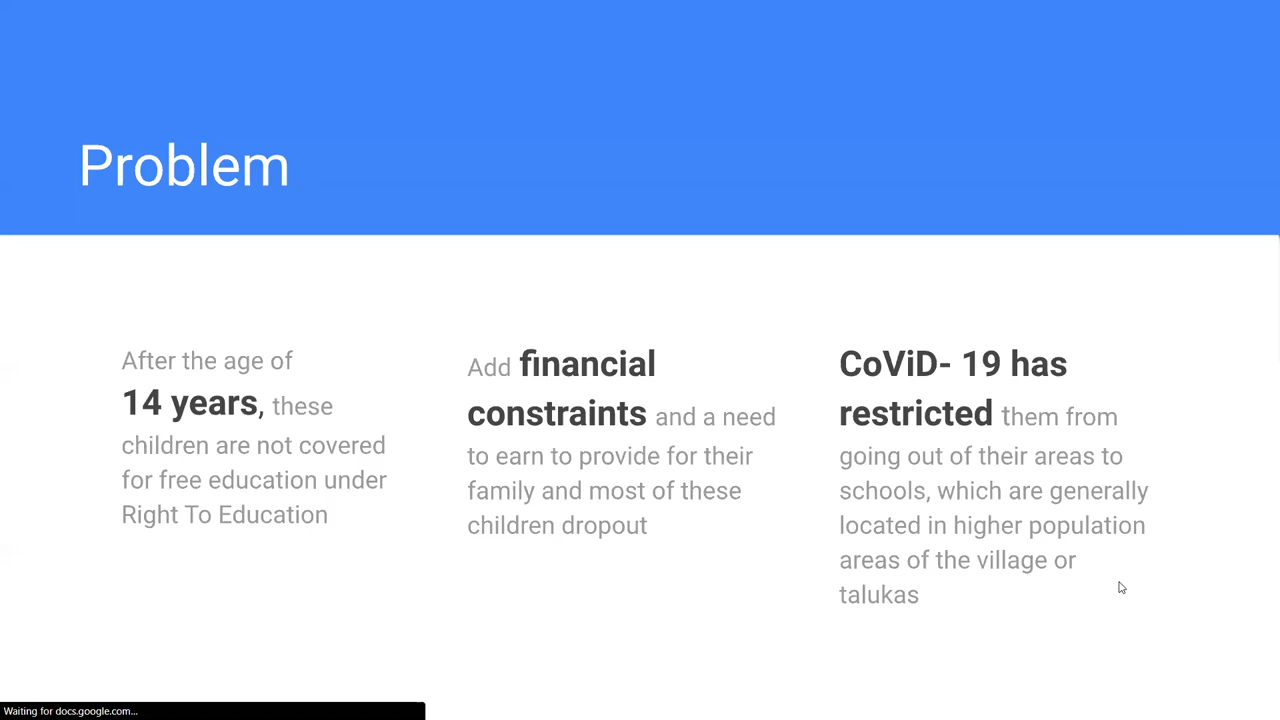 Problem
After the age of
14 years, these
children are not covered
for free education under
Right To Education
Add financial
constraints and a need
to earn to provide for their
family and most of these
children dropout
CoViD- 19 has
restricted them from
going out of their areas to
schools, which are generally
located in higher population
areas of the village or
talukas
Waiting for docs.google.com...